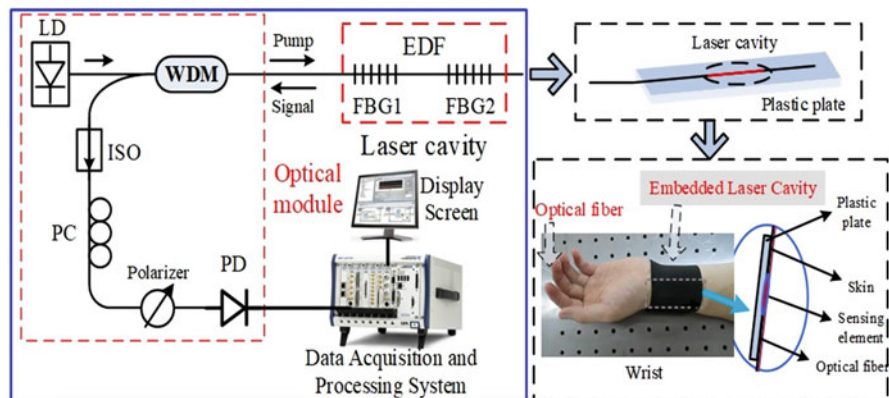 LD
WDM
Pump
Signal
EDF
FBG1
FBG2
Laser cavity
ISO
PC
Polarizer
PD
Optical
module
Display
Screen
Data Acquisition and
Processing System
Laser cavity
Plastic plate
Optical fiber
Embedded Laser Cavity
Wrist
Plastic
plate
Skin
Sensing
element
Optical fiber